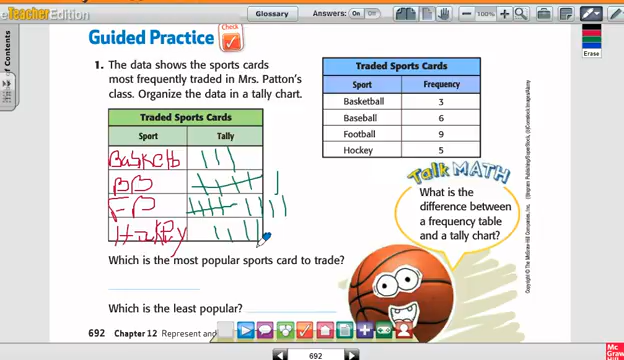 Teacher Edition
Glossary
Answers: On Off
100%
Erase
Table of Contents
Guided Practice
Check
1. The data shows the sports cards
most frequently traded in Mrs. Patton's
class. Organize the data in a tally chart.
Traded Sports Cards
Sport Tally
BB
FB
Traded Sports Cards
Sport Frequency
Basketball 3
Baseball 6
Football 9
Hockey 5
Talk MATH
What is the
difference between
a frequency table
and a tally chart?
Which is the most popular sports card to trade?
Which is the least popular?
692 Chapter 12 Represent and
692
Mc
Graw
Hill